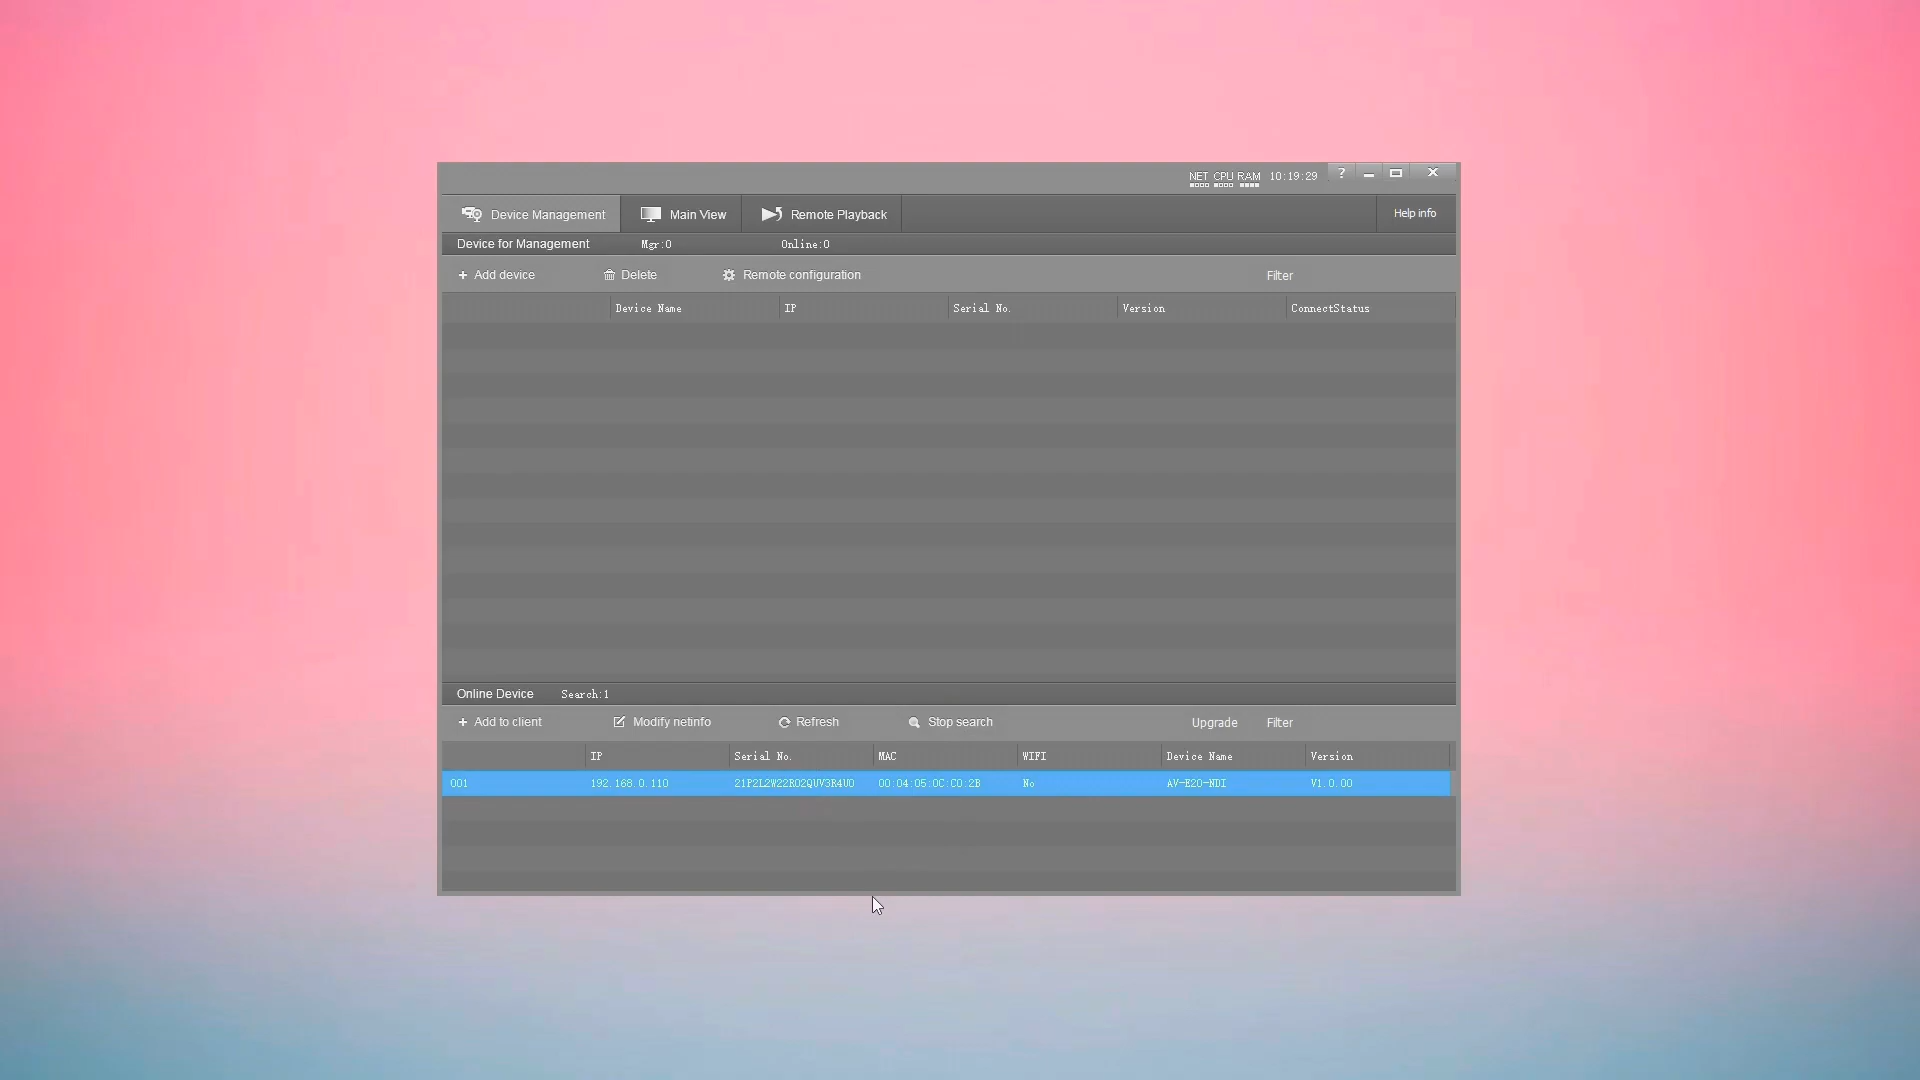 NET CPU RAM 10:19:29 ?
Device Management Main View Remote Playback Help info
Device for Management Mgr:0 Online:0
+ Add device Delete Remote configuration Filter
Device Name IP Serial No. Version ConnectStatus
Online Device Search:1
+ Add to client Modify netinfo Refresh Stop search Upgrade Filter
IP Serial No. MAC WIFI Device Name Version
001 192.168.0.110 00:04:05:0C:C0:2B No AV-E20-NDI V1.0.00